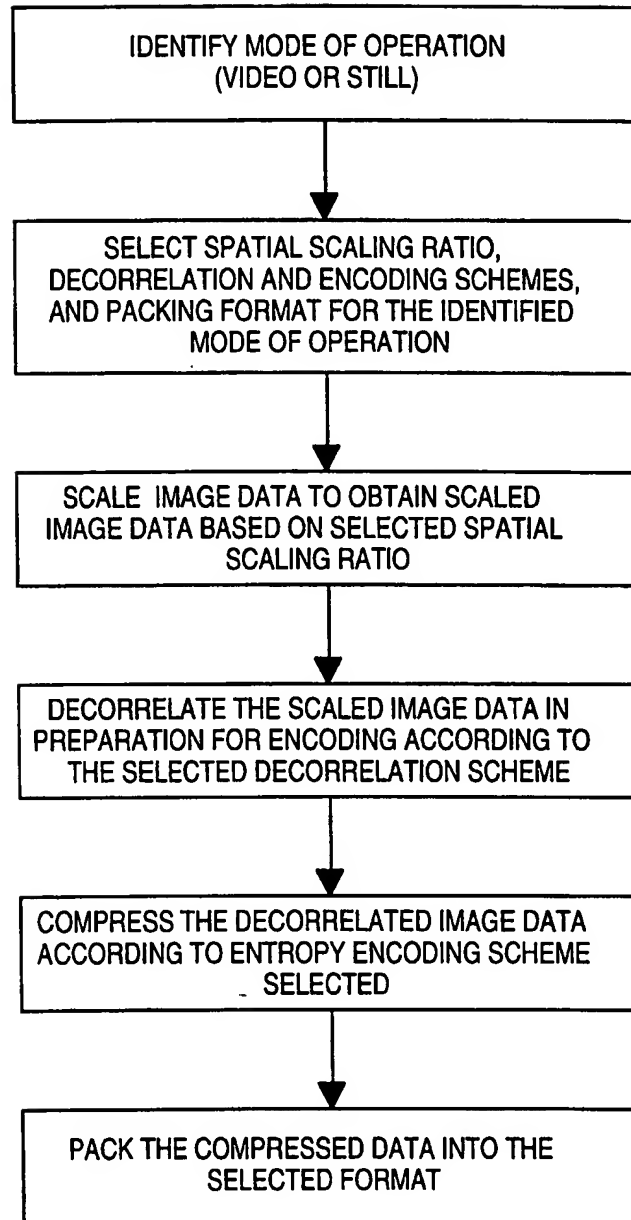 IDENTIFY MODE OF OPERATION
(VIDEO OR STILL)
SELECT SPATIAL SCALING RATIO,
DECORRELATION AND ENCODING SCHEMES,
AND PACKING FORMAT FOR THE IDENTIFIED
MODE OF OPERATION
SCALE IMAGE DATA TO OBTAIN SCALED
IMAGE DATA BASED ON SELECTED SPATIAL
SCALING RATIO
DECORRELATE THE SCALED IMAGE DATA IN
PREPARATION FOR ENCODING ACCORDING TO
THE SELECTED DECORRELATION SCHEME
COMPRESS THE DECORRELATED IMAGE DATA
ACCORDING TO ENTROPY ENCODING SCHEME
SELECTED
PACK THE COMPRESSED DATA INTO THE
SELECTED FORMAT